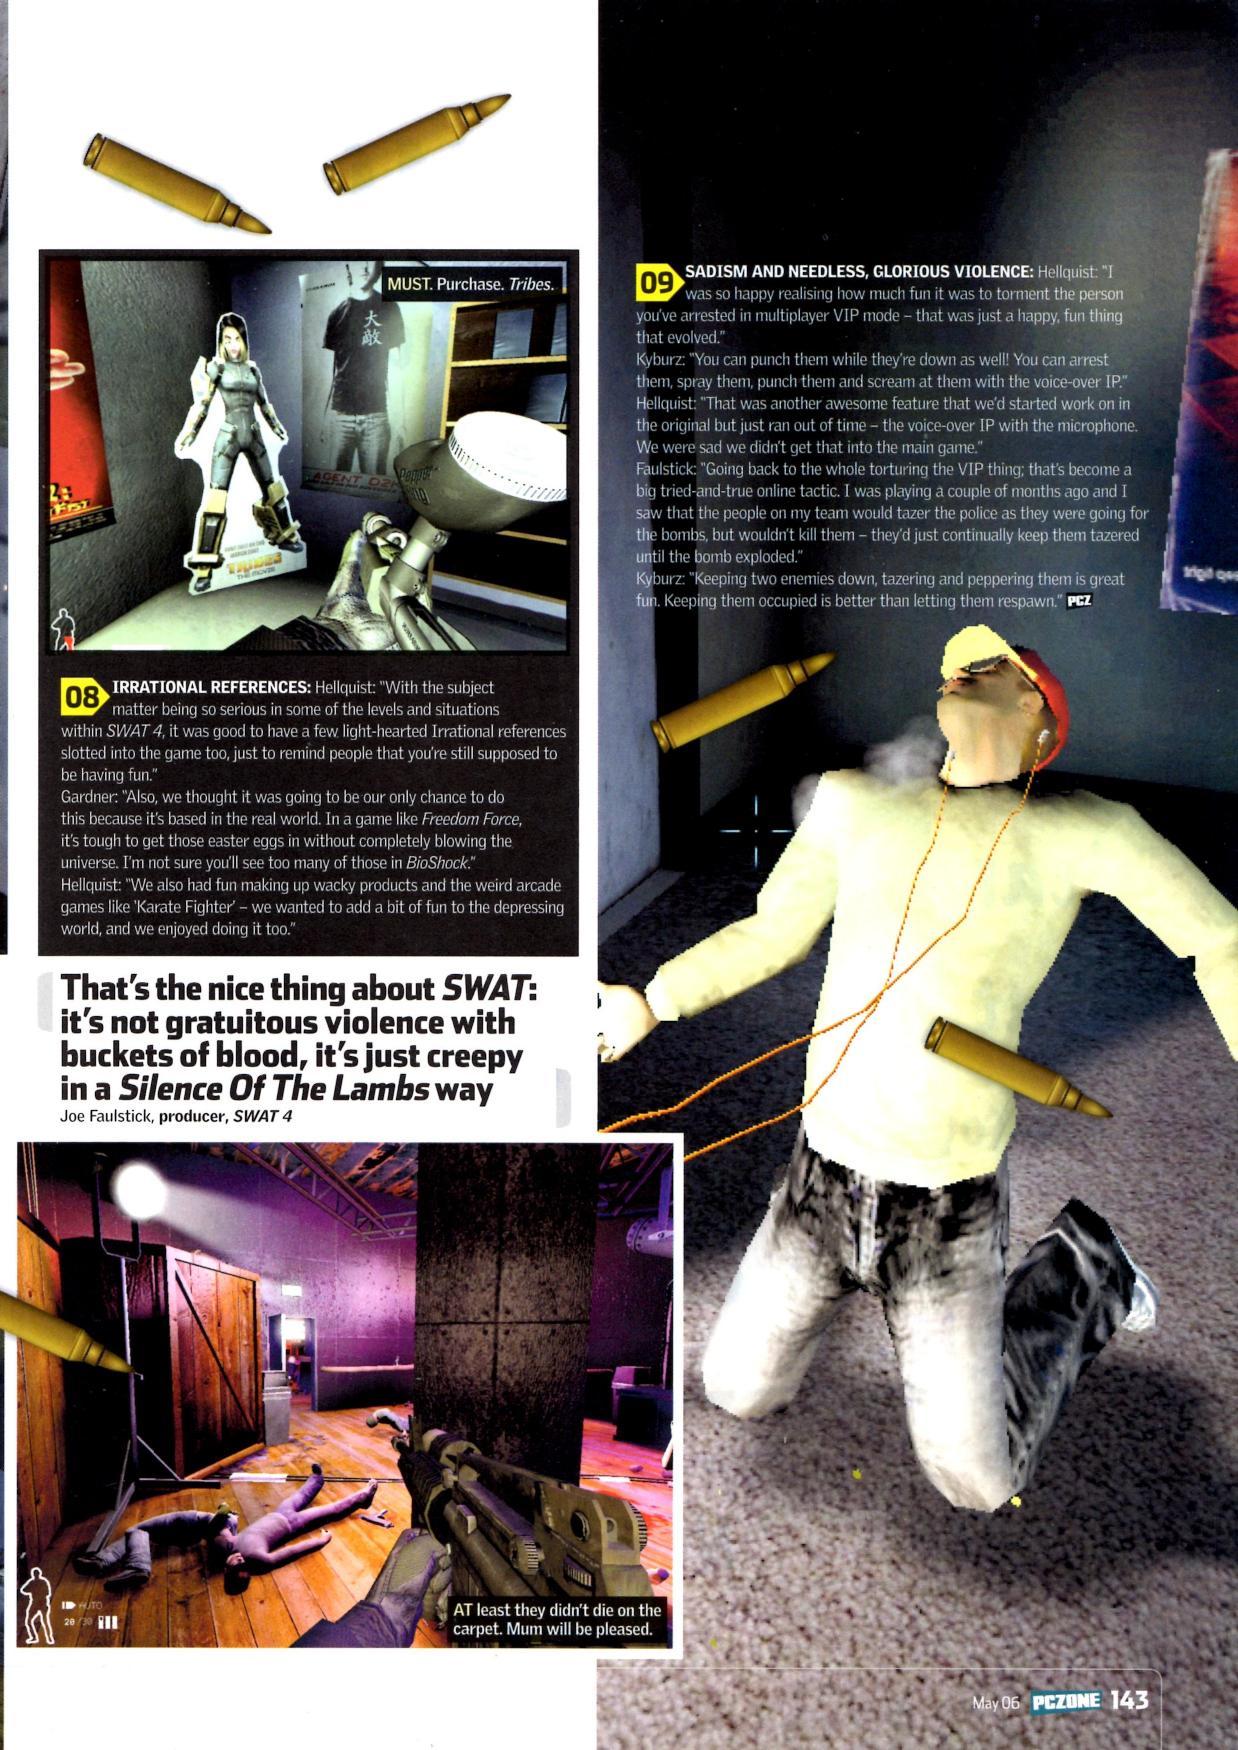 MUST. Purchase. Tribes.
大
敵
AGENT D2
Pepper
TRIBES
THE MOVIE
08 IRRATIONAL REFERENCES: Hellquist: “With the subject
matter being so serious in some of the levels and situations
within SWAT 4, it was good to have a few light-hearted Irrational references
slotted into the game too, just to remind people that you’re still supposed to
be having fun.”
Gardner: “Also, we thought it was going to be our only chance to do
this because it’s based in the real world. In a game like Freedom Force,
it’s tough to get those easter eggs in without completely blowing the
universe. I’m not sure you’ll see too many of those in BioShock.”
Hellquist: “We also had fun making up wacky products and the weird arcade
games like ‘Karate Fighter’ – we wanted to add a bit of fun to the depressing
world, and we enjoyed doing it too.”
That’s the nice thing about SWAT:
it’s not gratuitous violence with
buckets of blood, it’s just creepy
in a Silence Of The Lambs way
Joe Faulstick, producer, SWAT 4
AUTO
20/30
AT least they didn’t die on the
carpet. Mum will be pleased.
09 SADISM AND NEEDLESS, GLORIOUS VIOLENCE: Hellquist: “I
was so happy realising how much fun it was to torment the person
you’ve arrested in multiplayer VIP mode – that was just a happy, fun thing
that evolved.”
Kyburz: “You can punch them while they’re down as well! You can arrest
them, spray them, punch them and scream at them with the voice-over IP.”
Hellquist: “That was another awesome feature that we’d started work on in
the original but just ran out of time – the voice-over IP with the microphone.
We were sad we didn’t get that into the main game.”
Faulstick: “Going back to the whole torturing the VIP thing; that’s become a
big tried-and-true online tactic. I was playing a couple of months ago and I
saw that the people on my team would tazer the police as they were going for
the bombs, but wouldn’t kill them – they’d just continually keep them tazered
until the bomb exploded.”
Kyburz: “Keeping two enemies down, tazering and peppering them is great
fun. Keeping them occupied is better than letting them respawn.” PCZ
May 06 PCZONE 143